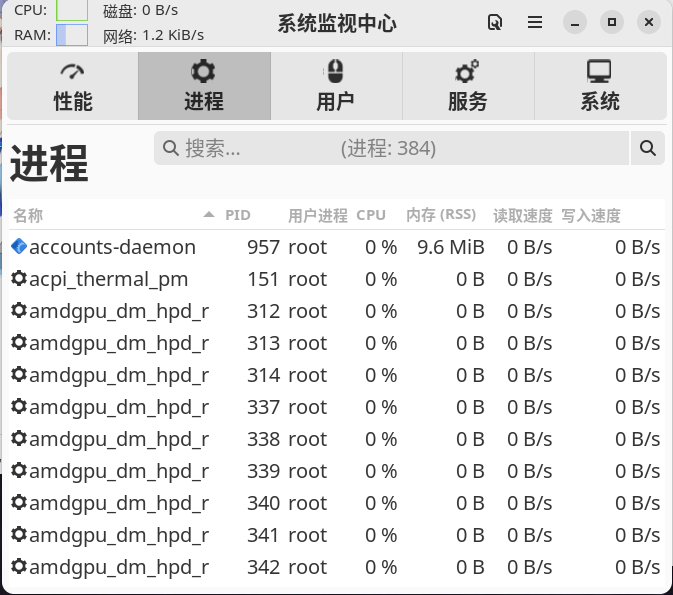 CPU: 磁盘: 0 B/s
RAM: 网络: 1.2 KiB/s
系统监视中心
性能 进程 用户 服务 系统
进程
搜索... (进程: 384)
名称 PID 用户进程 CPU 内存 (RSS) 读取速度 写入速度
accounts-daemon 957 root 0 % 9.6 MiB 0 B/s 0 B/s
acpi_thermal_pm 151 root 0 % 0 B 0 B/s 0 B/s
amdgpu_dm_hpd_r 312 root 0 % 0 B 0 B/s 0 B/s
amdgpu_dm_hpd_r 313 root 0 % 0 B 0 B/s 0 B/s
amdgpu_dm_hpd_r 314 root 0 % 0 B 0 B/s 0 B/s
amdgpu_dm_hpd_r 337 root 0 % 0 B 0 B/s 0 B/s
amdgpu_dm_hpd_r 338 root 0 % 0 B 0 B/s 0 B/s
amdgpu_dm_hpd_r 339 root 0 % 0 B 0 B/s 0 B/s
amdgpu_dm_hpd_r 340 root 0 % 0 B 0 B/s 0 B/s
amdgpu_dm_hpd_r 341 root 0 % 0 B 0 B/s 0 B/s
amdgpu_dm_hpd_r 342 root 0 % 0 B 0 B/s 0 B/s